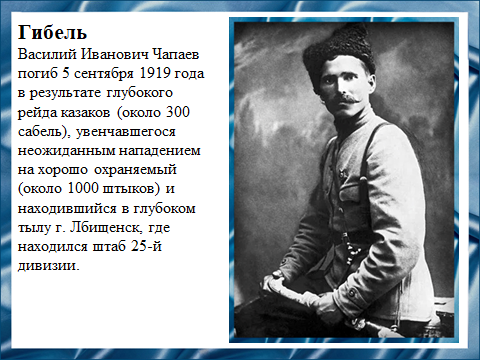 Гибель
Василий Иванович Чапаев
погиб 5 сентября 1919 года
в результате глубокого
рейда казаков (около 300
сабель), увенчавшегося
неожиданным нападением
на хорошо охраняемый
(около 1000 штыков) и
находившийся в глубоком
тылу г. Лбищенск, где
находился штаб 25-й
дивизии.